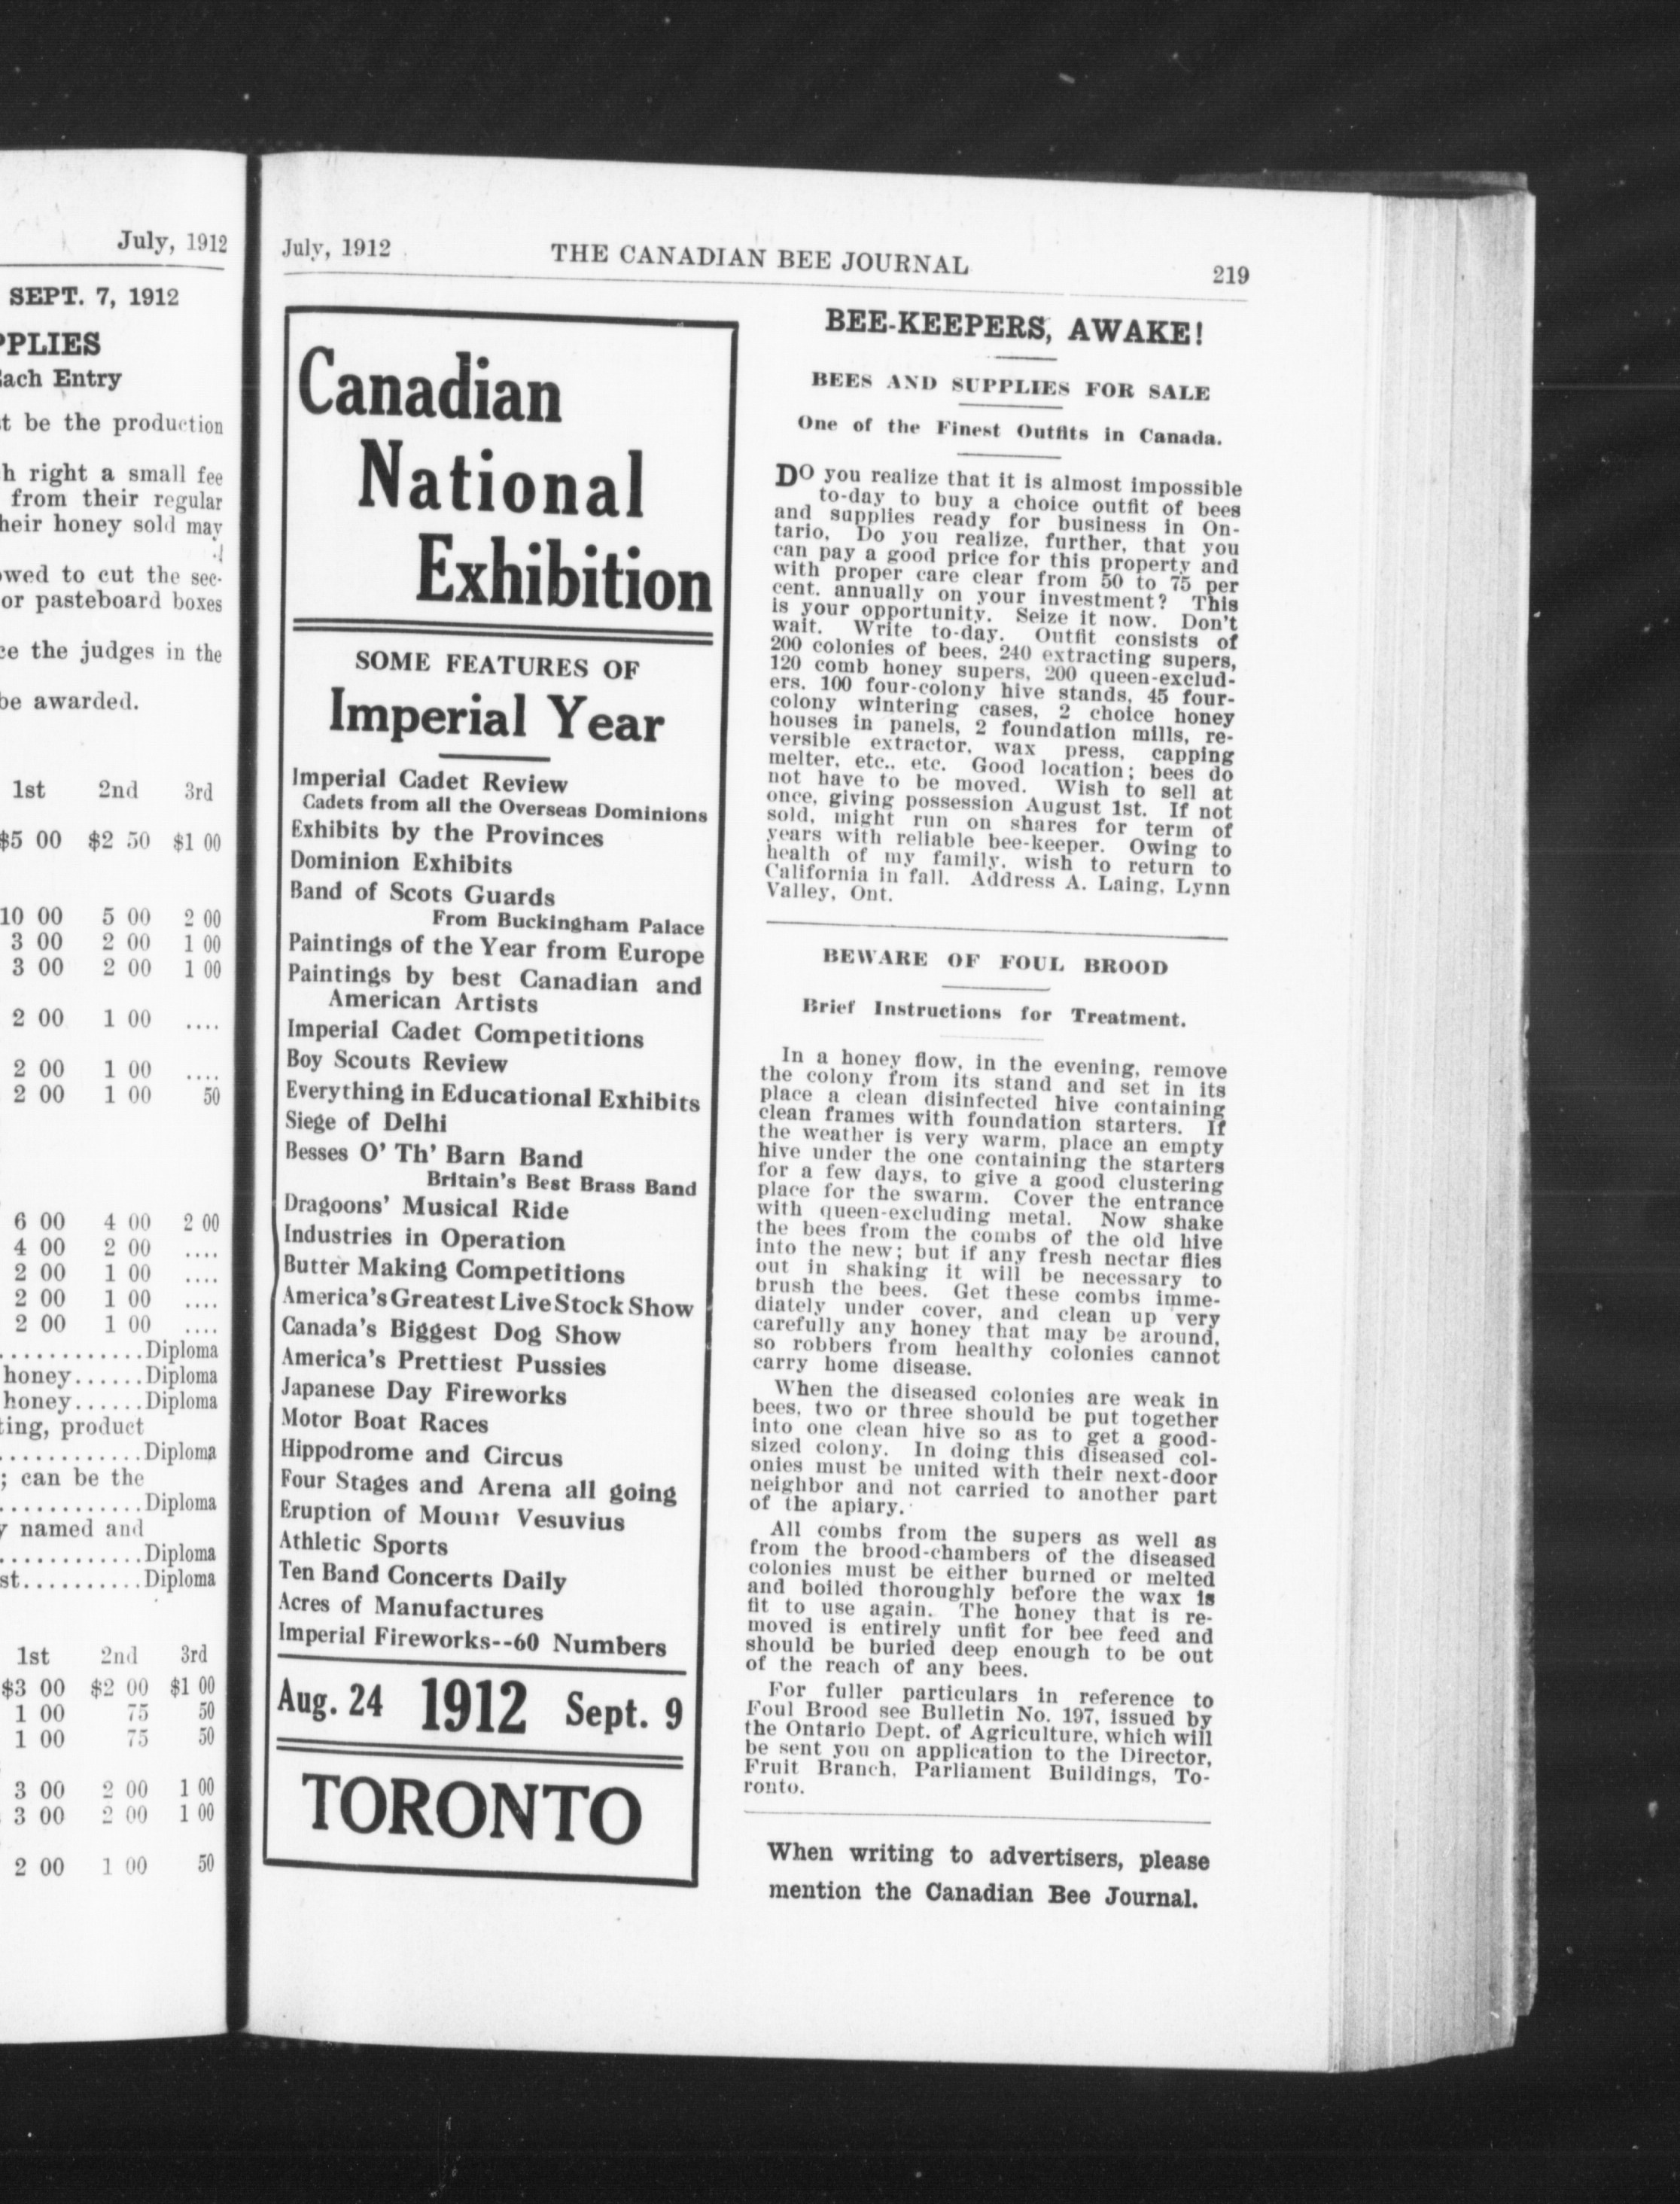 July, 1912
SEPT. 7, 1912
PPLIES
Each Entry
t be the production
h right a small fee
from their regular
heir honey sold may
owed to cut the sec-
or pasteboard boxes
ce the judges in the
be awarded.
1st 2nd 3rd
$5 00 $2 50 $1 00
10 00 5 00 2 00
3 00 2 00 1 00
3 00 2 00 1 00
2 00 1 00 ....
2 00 1 00 ....
2 00 1 00 50
6 00 4 00 2 00
4 00 2 00 ....
2 00 1 00 ....
2 00 1 00 ....
2 00 1 00 ....
............Diploma
honey......Diploma
honey......Diploma
ting, product
............Diploma
; can be the
............Diploma
y named and
............Diploma
st..........Diploma
1st 2nd 3rd
$3 00 $2 00 $1 00
1 00 75 50
1 00 75 50
3 00 2 00 1 00
3 00 2 00 1 00
2 00 1 00 50
July, 1912 THE CANADIAN BEE JOURNAL 219
Canadian
National
Exhibition
SOME FEATURES OF
Imperial Year
Imperial Cadet Review
Cadets from all the Overseas Dominions
Exhibits by the Provinces
Dominion Exhibits
Band of Scots Guards
From Buckingham Palace
Paintings of the Year from Europe
Paintings by best Canadian and
American Artists
Imperial Cadet Competitions
Boy Scouts Review
Everything in Educational Exhibits
Siege of Delhi
Besses O' Th' Barn Band
Britain's Best Brass Band
Dragoons' Musical Ride
Industries in Operation
Butter Making Competitions
America's Greatest Live Stock Show
Canada's Biggest Dog Show
America's Prettiest Pussies
Japanese Day Fireworks
Motor Boat Races
Hippodrome and Circus
Four Stages and Arena all going
Eruption of Mount Vesuvius
Athletic Sports
Ten Band Concerts Daily
Acres of Manufactures
Imperial Fireworks--60 Numbers
Aug. 24 1912 Sept. 9
TORONTO
BEE-KEEPERS, AWAKE!
BEES AND SUPPLIES FOR SALE
One of the Finest Outfits in Canada.
DO you realize that it is almost impossible
to-day to buy a choice outfit of bees
and supplies ready for business in On-
tario. Do you realize, further, that you
can pay a good price for this property and
with proper care clear from 50 to 75 per
cent. annually on your investment? This
is your opportunity. Seize it now. Don't
wait. Write to-day. Outfit consists of
200 colonies of bees, 240 extracting supers,
120 comb honey supers, 200 queen-exclud-
ers, 100 four-colony hive stands, 45 four-
colony wintering cases, 2 choice honey
houses in panels, 2 foundation mills, re-
versible extractor, wax press, capping
melter, etc., etc. Good location; bees do
not have to be moved. Wish to sell at
once, giving possession August 1st. If not
sold, might run on shares for term of
years with reliable bee-keeper. Owing to
health of my family, wish to return to
California in fall. Address A. Laing, Lynn
Valley, Ont.
BEWARE OF FOUL BROOD
Brief Instructions for Treatment.
In a honey flow, in the evening, remove
the colony from its stand and set in its
place a clean disinfected hive containing
clean frames with foundation starters. If
the weather is very warm, place an empty
hive under the one containing the starters
for a few days, to give a good clustering
place for the swarm. Cover the entrance
with queen-excluding metal. Now shake
the bees from the combs of the old hive
into the new; but if any fresh nectar flies
out in shaking it will be necessary to
brush the bees. Get these combs imme-
diately under cover, and clean up very
carefully any honey that may be around,
so robbers from healthy colonies cannot
carry home disease.
When the diseased colonies are weak in
bees, two or three should be put together
into one clean hive so as to get a good-
sized colony. In doing this diseased col-
onies must be united with their next-door
neighbor and not carried to another part
of the apiary.
All combs from the supers as well as
from the brood-chambers of the diseased
colonies must be either burned or melted
and boiled thoroughly before the wax is
fit to use again. The honey that is re-
moved is entirely unfit for bee feed and
should be buried deep enough to be out
of the reach of any bees.
For fuller particulars in reference to
Foul Brood see Bulletin No. 197, issued by
the Ontario Dept. of Agriculture, which will
be sent you on application to the Director,
Fruit Branch, Parliament Buildings, To-
ronto.
When writing to advertisers, please
mention the Canadian Bee Journal.